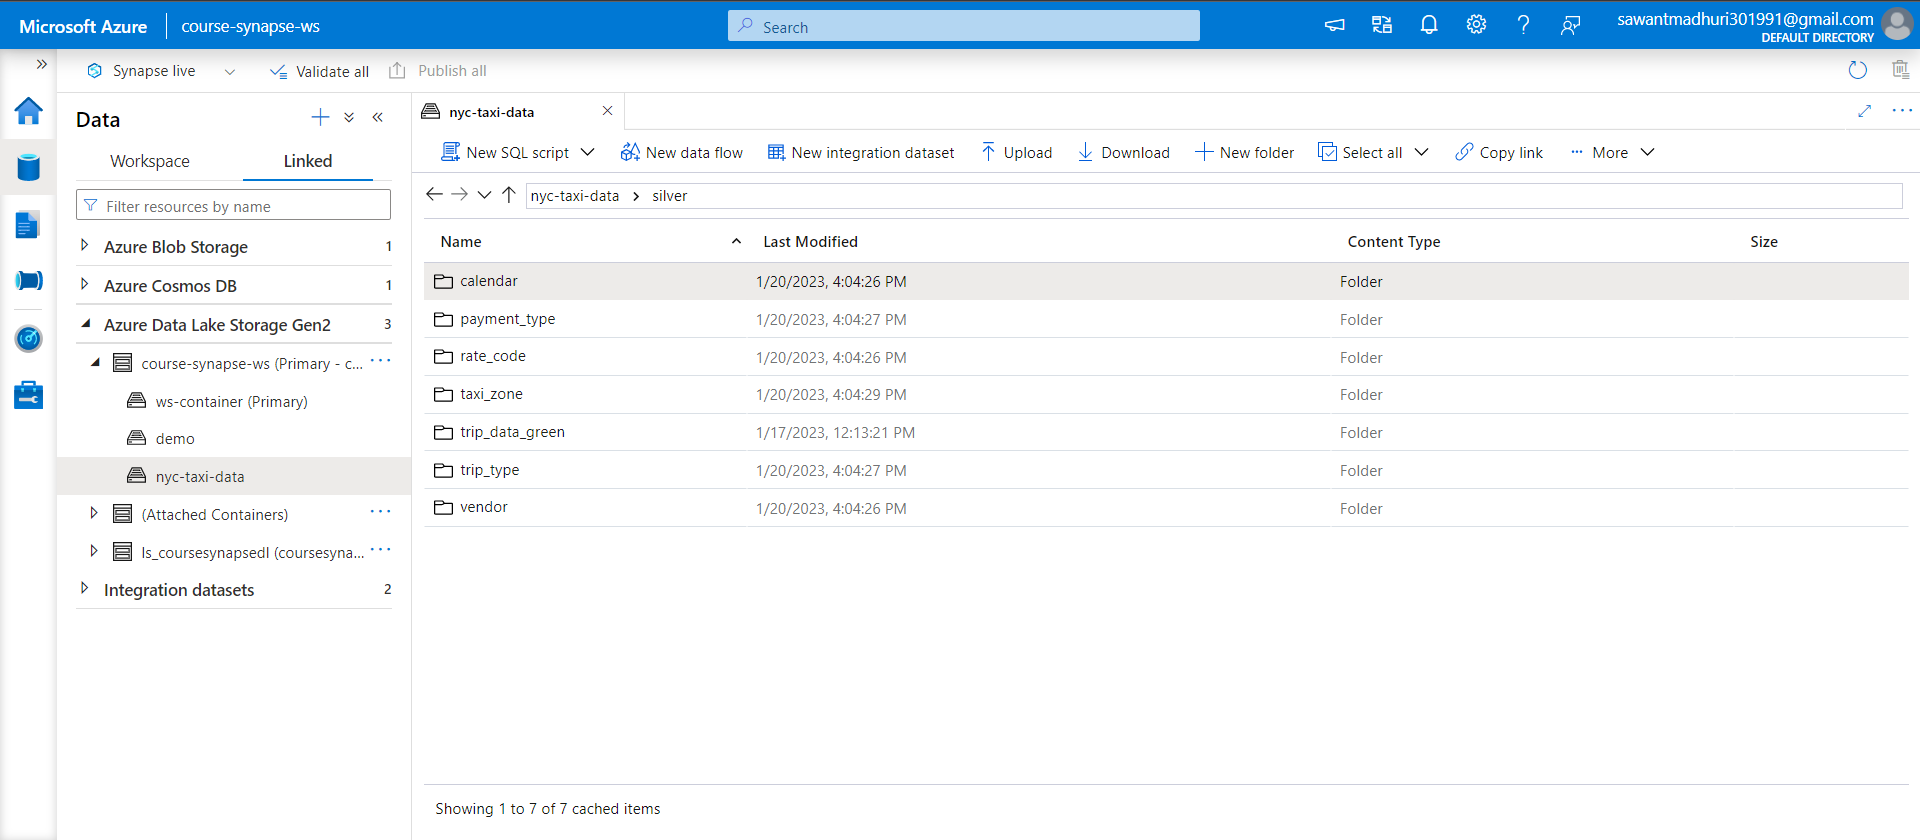 Microsoft Azure course-synapse-ws Search sawantmadhuri301991@gmail.com
DEFAULT DIRECTORY
Synapse live Validate all Publish all
Data
Workspace Linked
Filter resources by name
Azure Blob Storage 1
Azure Cosmos DB 1
Azure Data Lake Storage Gen2 3
course-synapse-ws (Primary - c...
ws-container (Primary)
demo
nyc-taxi-data
(Attached Containers)
ls_coursesynapsedl (coursesyna...
Integration datasets 2
nyc-taxi-data
New SQL script New data flow New integration dataset Upload Download New folder Select all Copy link More
nyc-taxi-data silver
Name Last Modified Content Type Size
calendar 1/20/2023, 4:04:26 PM Folder
payment_type 1/20/2023, 4:04:27 PM Folder
rate_code 1/20/2023, 4:04:26 PM Folder
taxi_zone 1/20/2023, 4:04:29 PM Folder
trip_data_green 1/17/2023, 12:13:21 PM Folder
trip_type 1/20/2023, 4:04:27 PM Folder
vendor 1/20/2023, 4:04:26 PM Folder
Showing 1 to 7 of 7 cached items